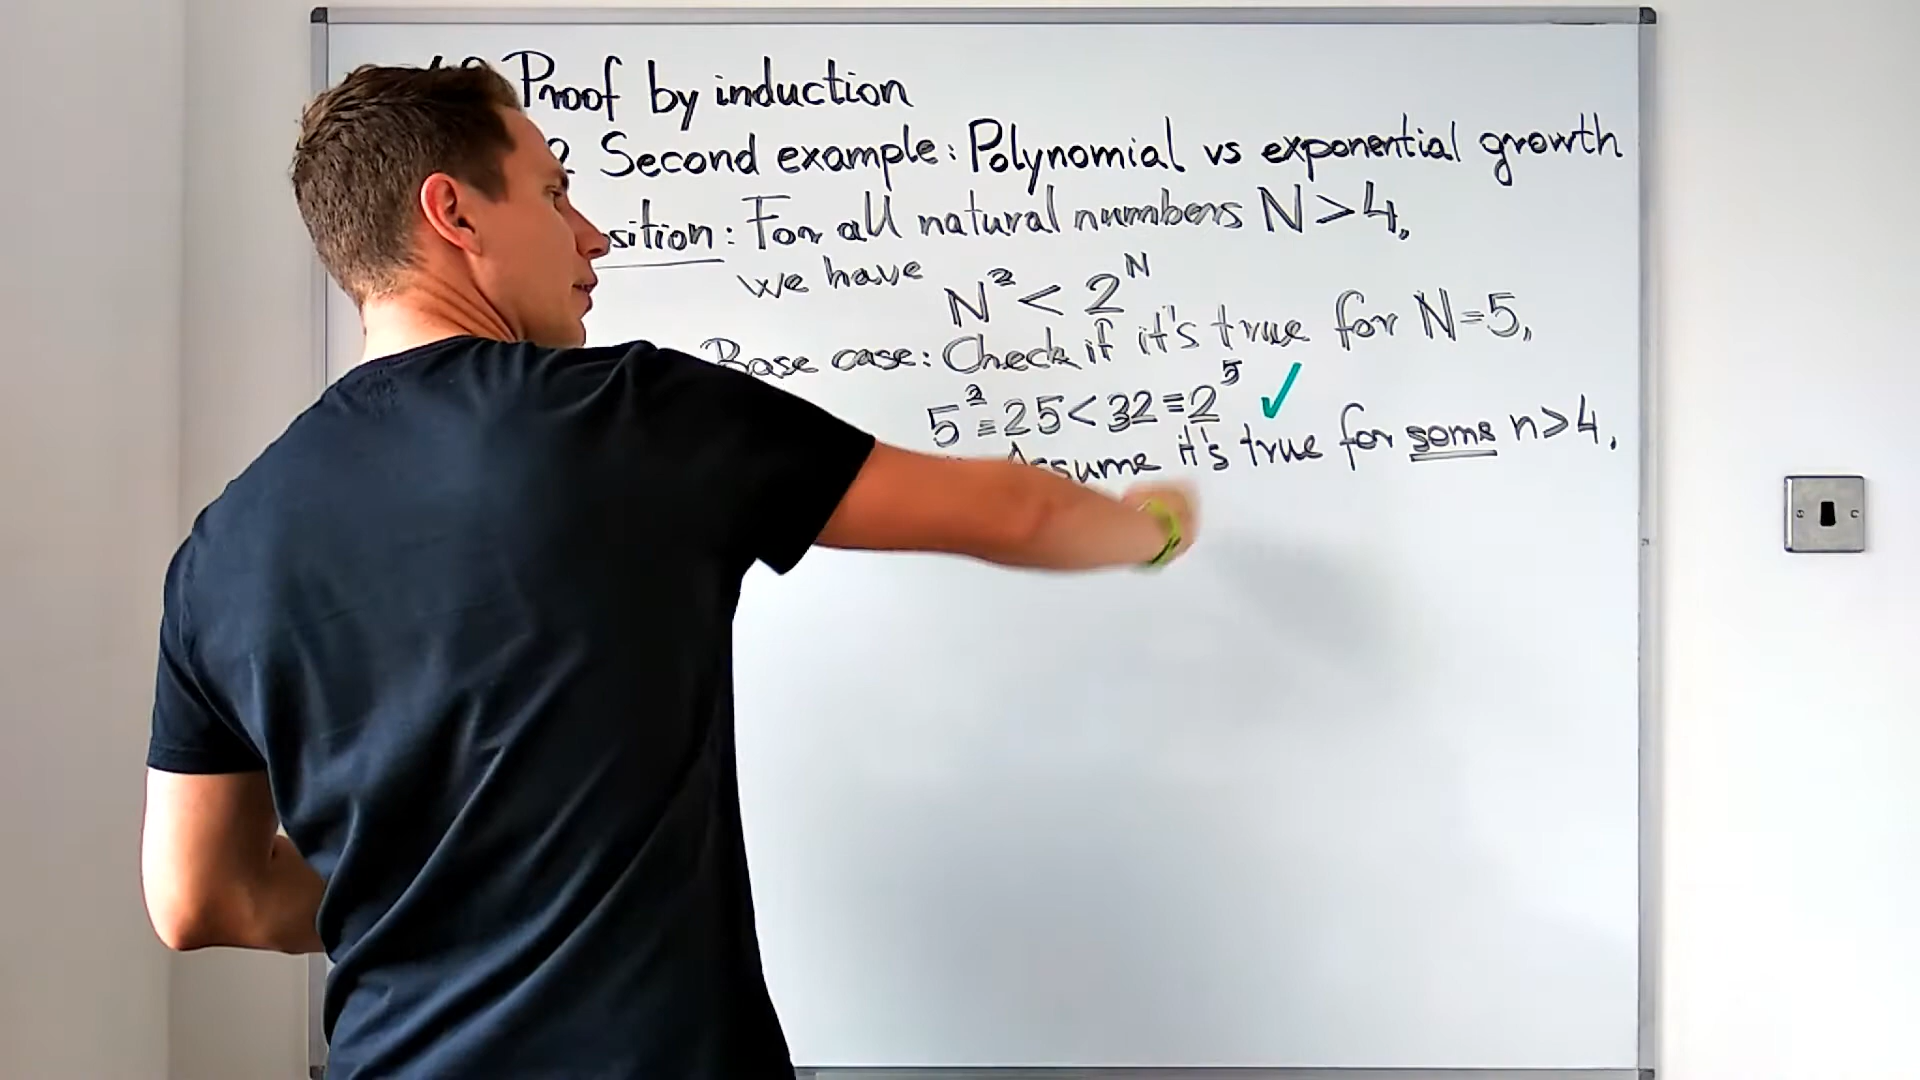 Proof by induction
Second example: Polynomial vs exponential growth
sition: For all natural numbers N>4,
we have N² < 2ᴺ
Base case: Check if it's true for N=5,
5² = 25 < 32 = 2⁵ ✓
Assume it's true for some n>4,